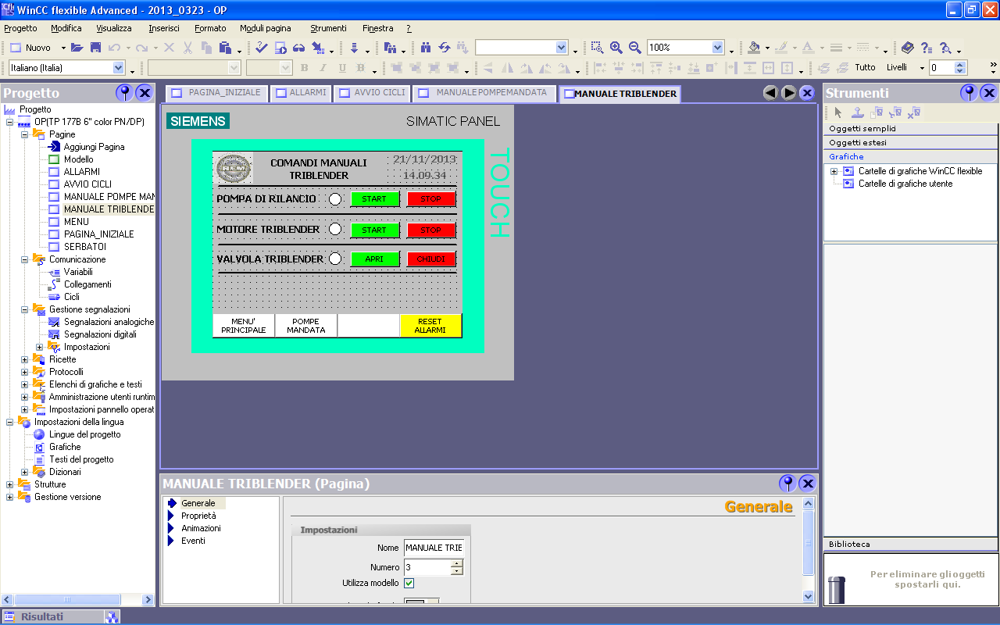 WinCC flexible Advanced - 2013_0323 - OP
Progetto Modifica Visualizza Inserisci Formato Moduli pagina Strumenti Finestra ?
Nuovo 100%
Italiano (Italia) Tutto Livelli 0
Progetto
Progetto
OP(TP 177B 6" color PN/DP)
Pagine
Aggiungi Pagina
Modello
ALLARMI
AVVIO CICLI
MANUALE POMPE MAN
MANUALE TRIBLENDE
MENU
PAGINA_INIZIALE
SERBATOI
Comunicazione
Variabili
Collegamenti
Cicli
Gestione segnalazioni
Segnalazioni analogiche
Segnalazioni digitali
Impostazioni
Ricette
Protocolli
Elenchi di grafiche e testi
Amministrazione utenti runtim
Impostazioni pannello operat
Impostazioni della lingua
Lingue del progetto
Grafiche
Testi del progetto
Dizionari
Strutture
Gestione versione
Risultati
PAGINA_INIZIALE ALLARMI AVVIO CICLI MANUALE POMPE MANDATA MANUALE TRIBLENDER
SIEMENS SIMATIC PANEL
TOUCH
REM
COMANDI MANUALI
TRIBLENDER
21/11/2013
14.09.34
POMPA DI RILANCIO START STOP
MOTORE TRIBLENDER START STOP
VALVOLA TRIBLENDER APRI CHIUDI
MENU'
PRINCIPALE
POMPE
MANDATA
RESET
ALLARMI
MANUALE TRIBLENDER (Pagina)
Generale
Proprietà
Animazioni
Eventi
Generale
Impostazioni
Nome MANUALE TRIE
Numero 3
Utilizza modello
Strumenti
Oggetti semplici
Oggetti estesi
Grafiche
Cartelle di grafiche WinCC flexible
Cartelle di grafiche utente
Biblioteca
Per eliminare gli oggetti
spostarli qui.